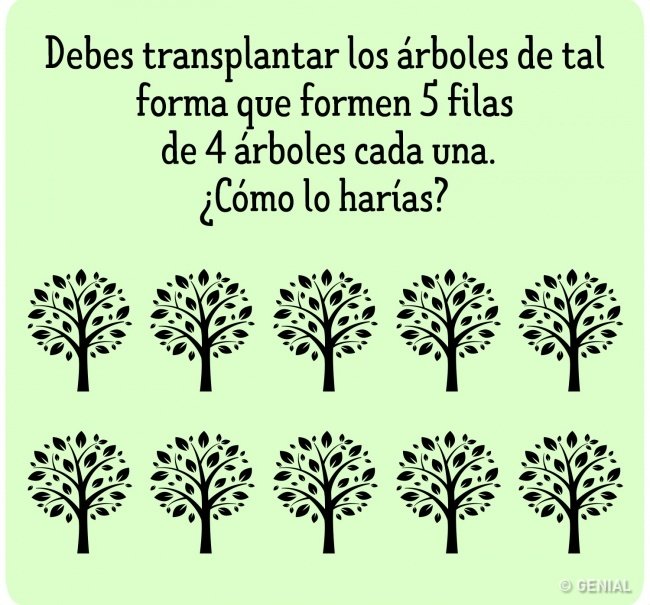 Debes transplantar los árboles de tal
forma que formen 5 filas
de 4 árboles cada una.
¿Cómo lo harías?
© GENIAL